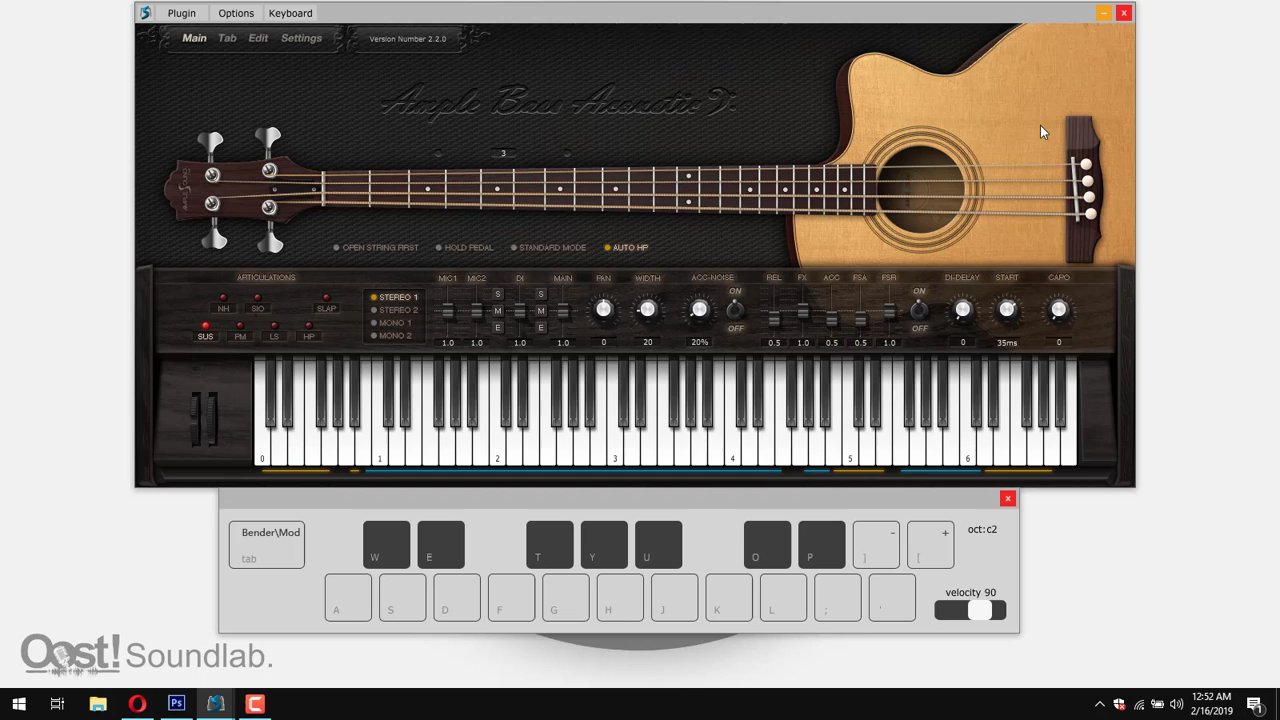 Plugin Options Keyboard
Main Tab Edit Settings Version Number 2.2.0
Ample Bass Acoustic
3
OPEN STRING FIRST HOLD PEDAL STANDARD MODE AUTO HP
ARTICULATIONS MIC1 MIC2 DI MAIN PAN WIDTH ACC-NOISE REL FX ACC FSA FSR DI-DELAY START CAPO
ON ON
STEREO 1 S S
NH SIO SLAP STEREO 2 M M
MONO 1
SUS PM LS HP MONO 2 E E OFF OFF
1.0 1.0 1.0 1.0 0 20 20% 0.5 1.0 0.5 0.5 1.0 0 35ms 0
0 1 2 3 4 5 6
Bender\Mod - + oct:c2
tab W E T Y U O P ] [
velocity 90
A S D F G H J K L ; '
Oost! Soundlab.
Ps
12:52 AM
2/16/2019
1